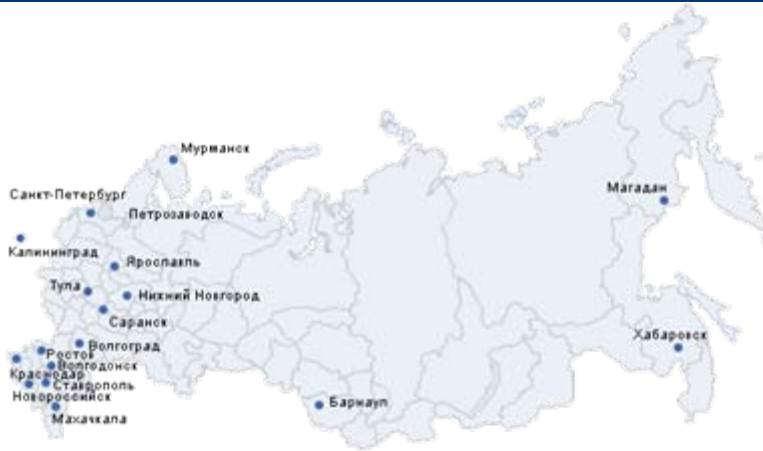 Мурманск
Магадан
Санкт-Петербург
Петрозаводск
Калининград
Ярославль
Тула
Нижний Новгород
Саранск
Хабаровск
Волгоград
Ростов
Волгодонск
Краснодар
Ставрополь
Новороссийск
Барнаул
Махачкала